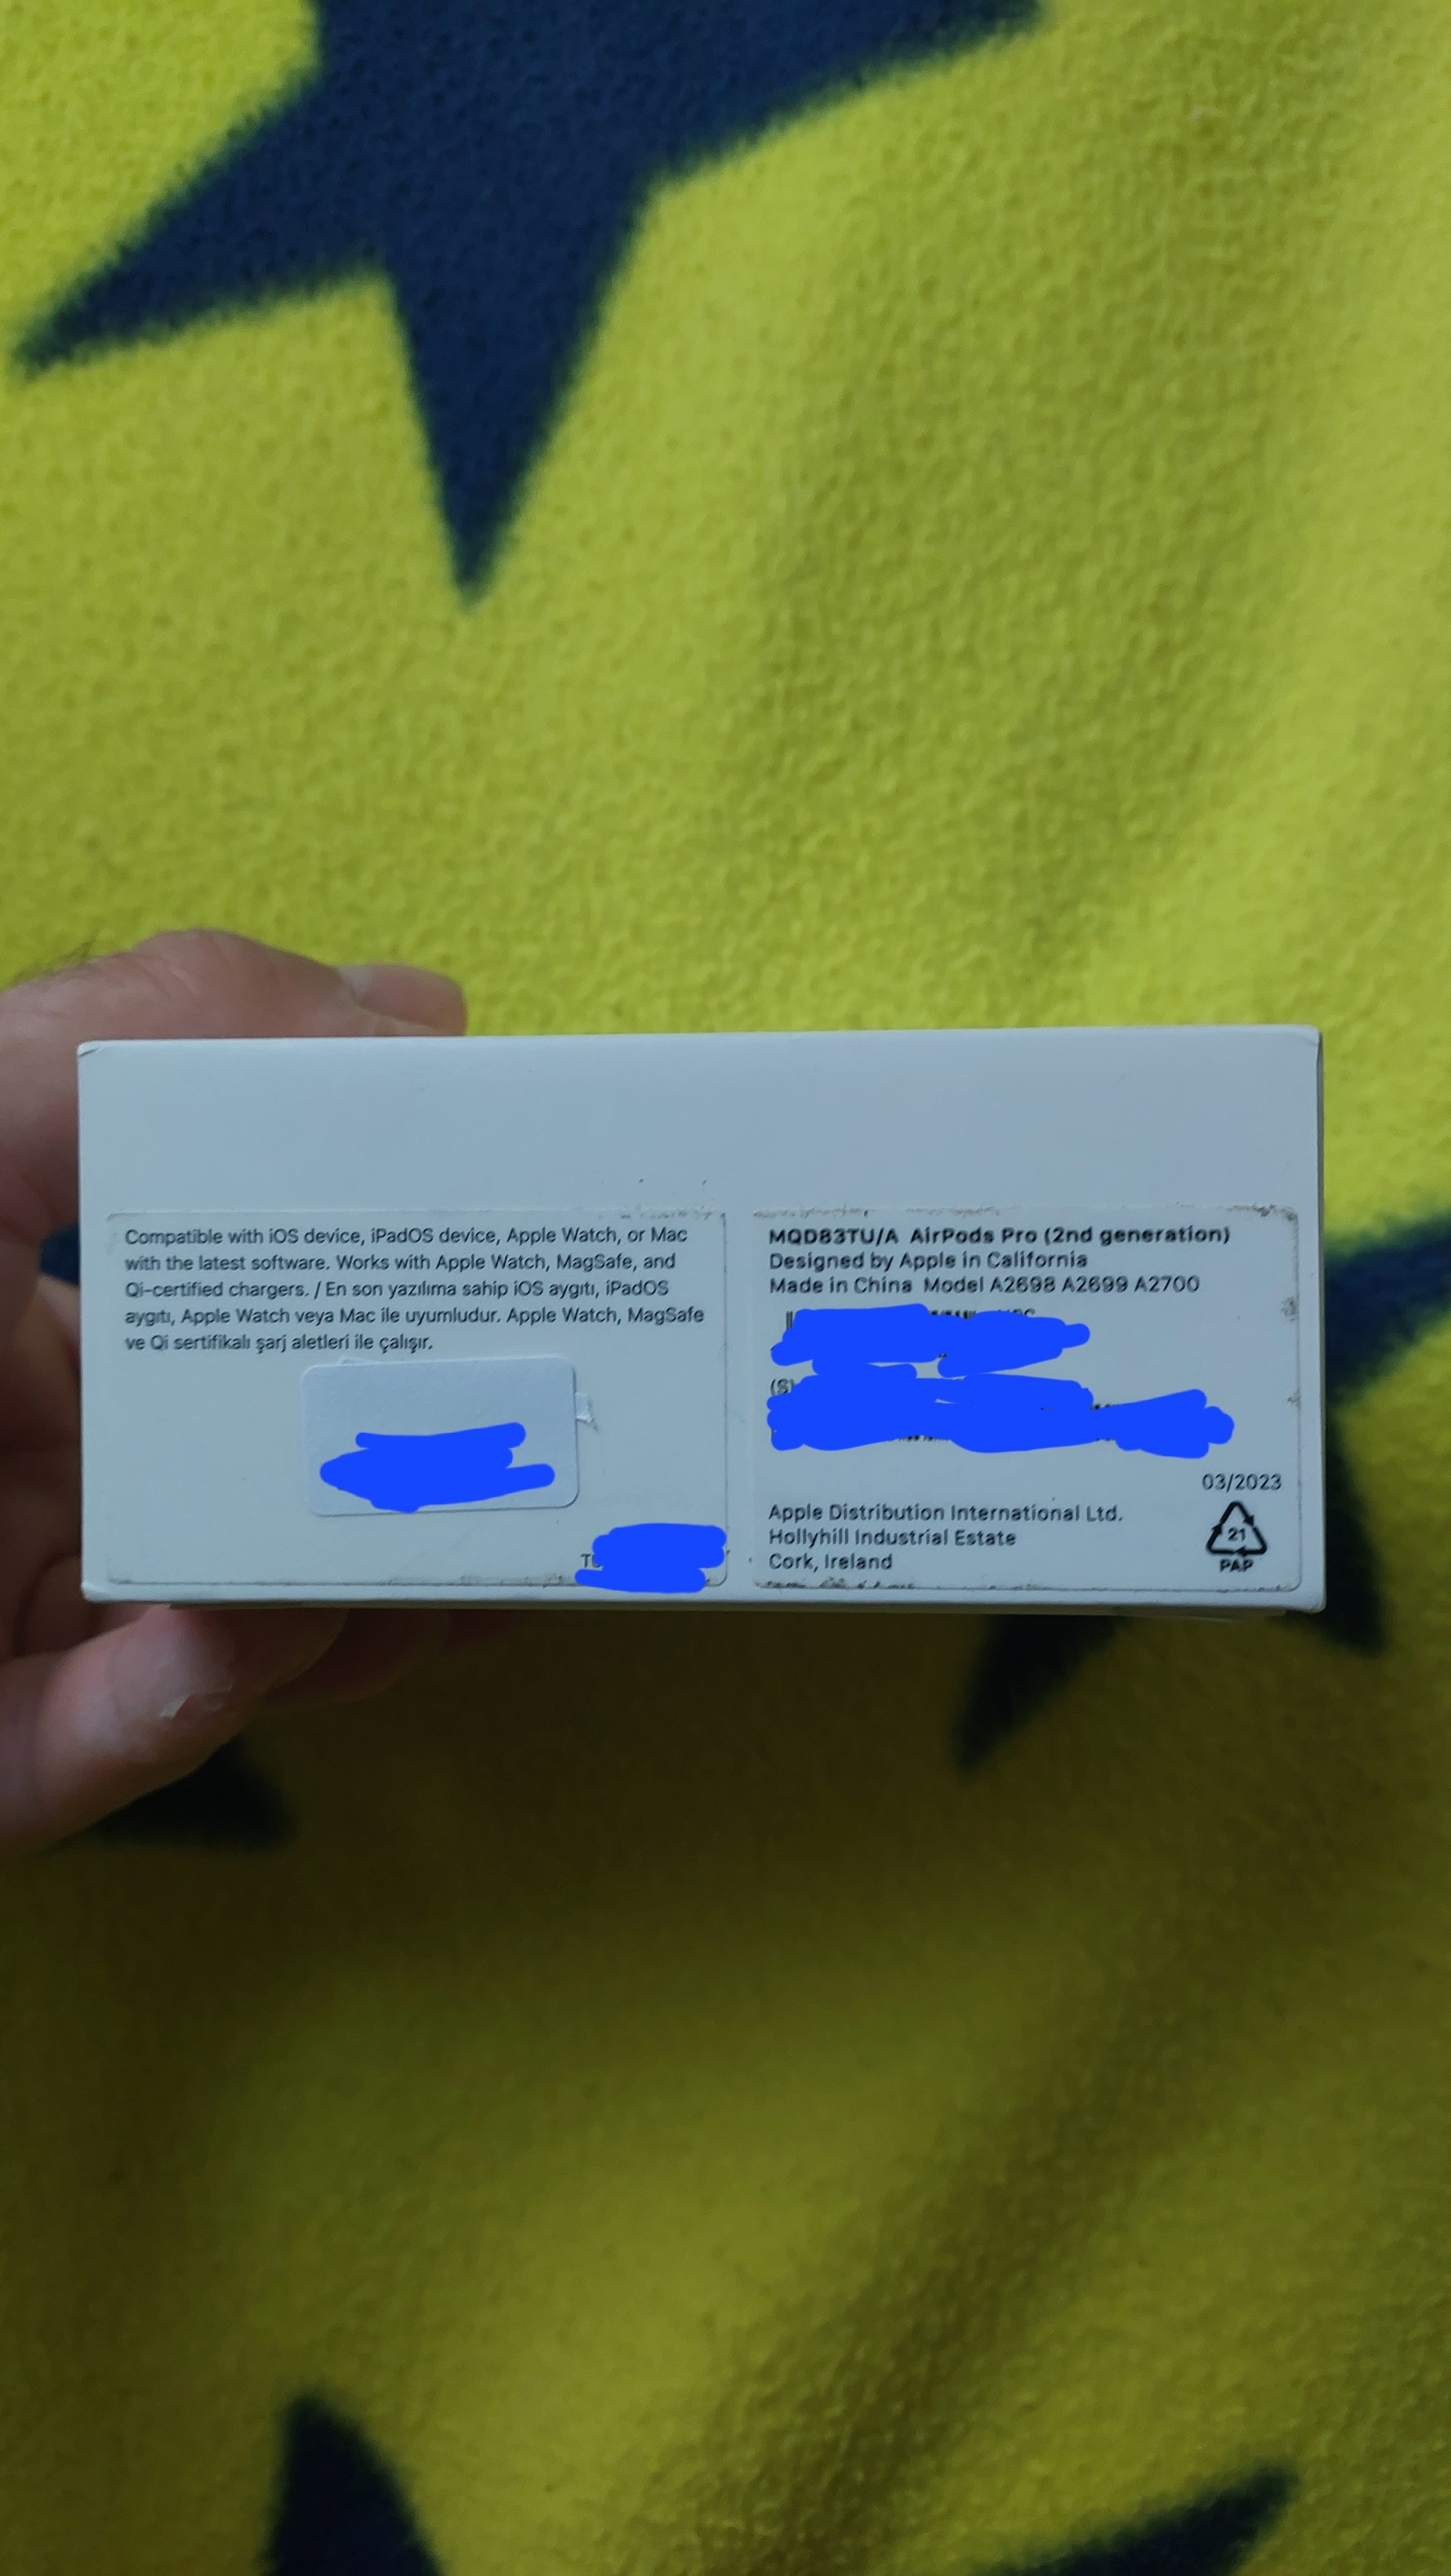 Compatible with iOS device, iPadOS device, Apple Watch, or Mac
with the latest software. Works with Apple Watch, MagSafe, and
Qi-certified chargers. / En son yazılıma sahip iOS aygıtı, iPadOS
aygıtı, Apple Watch veya Mac ile uyumludur. Apple Watch, MagSafe
ve Qi sertifikalı şarj aletleri ile çalışır.
MQD83TU/A AirPods Pro (2nd generation)
Designed by Apple in California
Made in China Model A2698 A2699 A2700
(S)
03/2023
Apple Distribution International Ltd.
Hollyhill Industrial Estate
Cork, Ireland
21
PAP